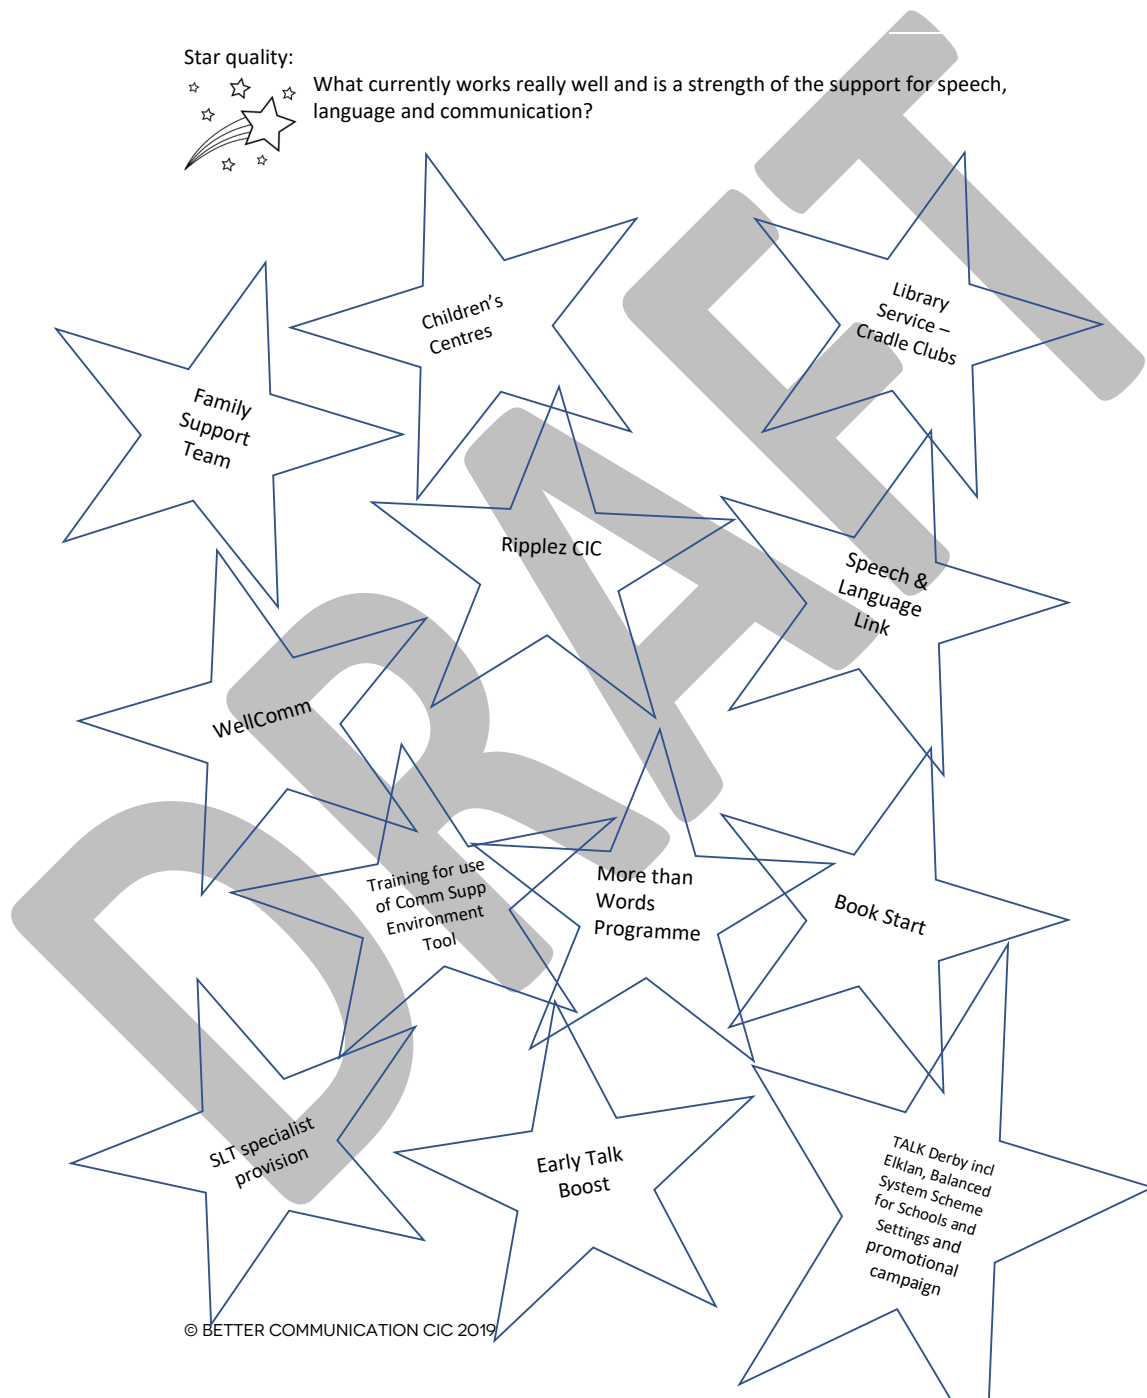 Star quality:
What currently works really well and is a strength of the support for speech,
language and communication?
Children's
Centres
Library
Service –
Cradle Clubs
Family
Support
Team
Ripplez CIC
Speech &
Language
Link
WellComm
Training for use
of Comm Supp
Environment
Tool
More than
Words
Programme
Book Start
SLT specialist
provision
Early Talk
Boost
TALK Derby incl
Elklan, Balanced
System Scheme
for Schools and
Settings and
promotional
campaign
© BETTER COMMUNICATION CIC 2019
DRAFT